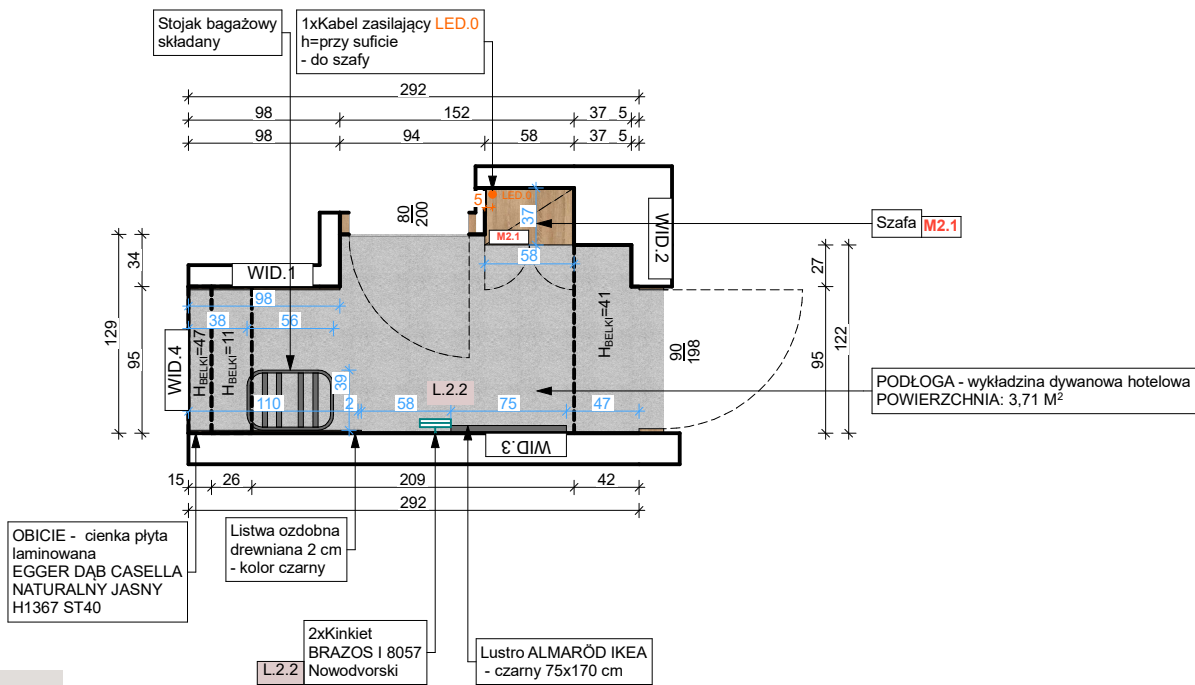 Stojak bagażowy
składany
1xKabel zasilający LED.0
h=przy suficie
- do szafy
292
98 152 37 5
98 94 58 37 5
LED.0
5
37
80
200
M2.1
58
WID.2
Szafa M2.1
34
27
WID.1
98
38 56
H BELKI=47
H BELKI=11
H BELKI=41
129
95
WID.4
90
198
95
122
39
L.2.2
110 2 58 75 47
PODŁOGA - wykładzina dywanowa hotelowa
POWIERZCHNIA: 3,71 M²
WID.3
15 26 209 42
292
OBICIE - cienka płyta
laminowana
EGGER DĄB CASELLA
NATURALNY JASNY
H1367 ST40
Listwa ozdobna
drewniana 2 cm
- kolor czarny
L.2.2
2xKinkiet
BRAZOS I 8057
Nowodvorski
Lustro ALMARÖD IKEA
- czarny 75x170 cm